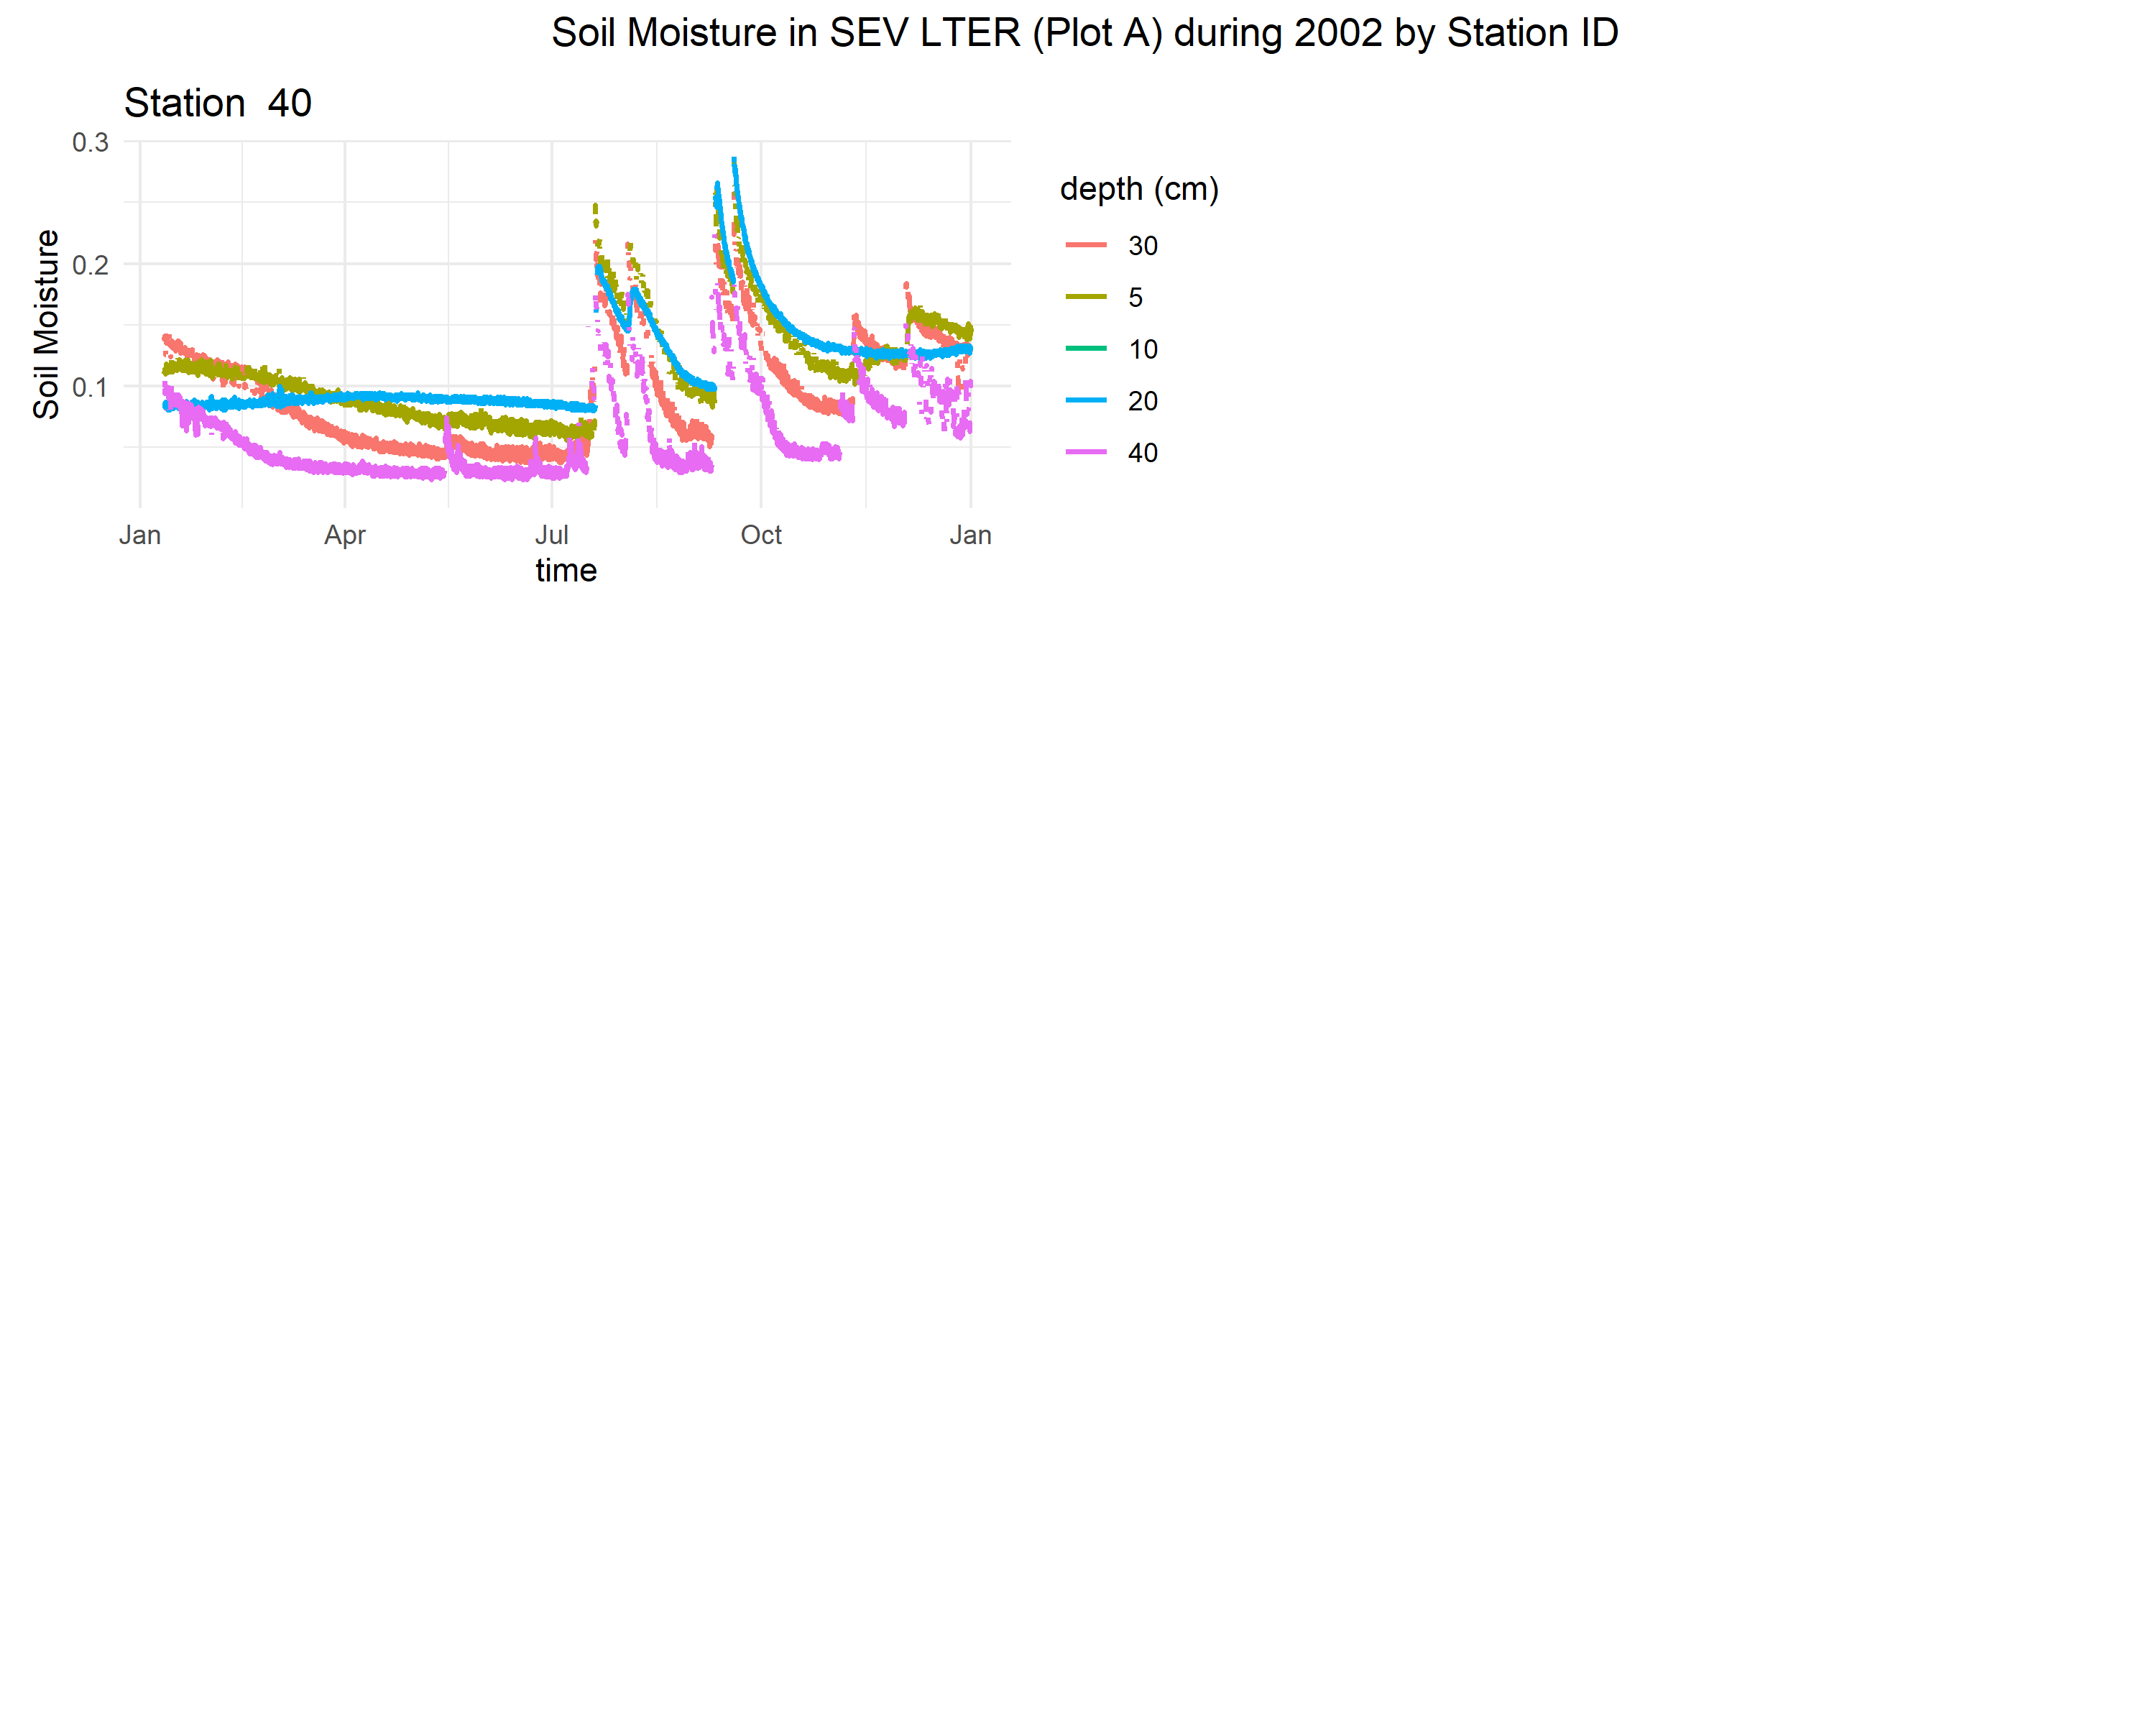 Soil Moisture in SEV LTER (Plot A) during 2002 by Station ID
Station  40
0.3
0.2
0.1
Soil Moisture
Jan
Apr
Jul
Oct
Jan
time
depth (cm)
30
5
10
20
40